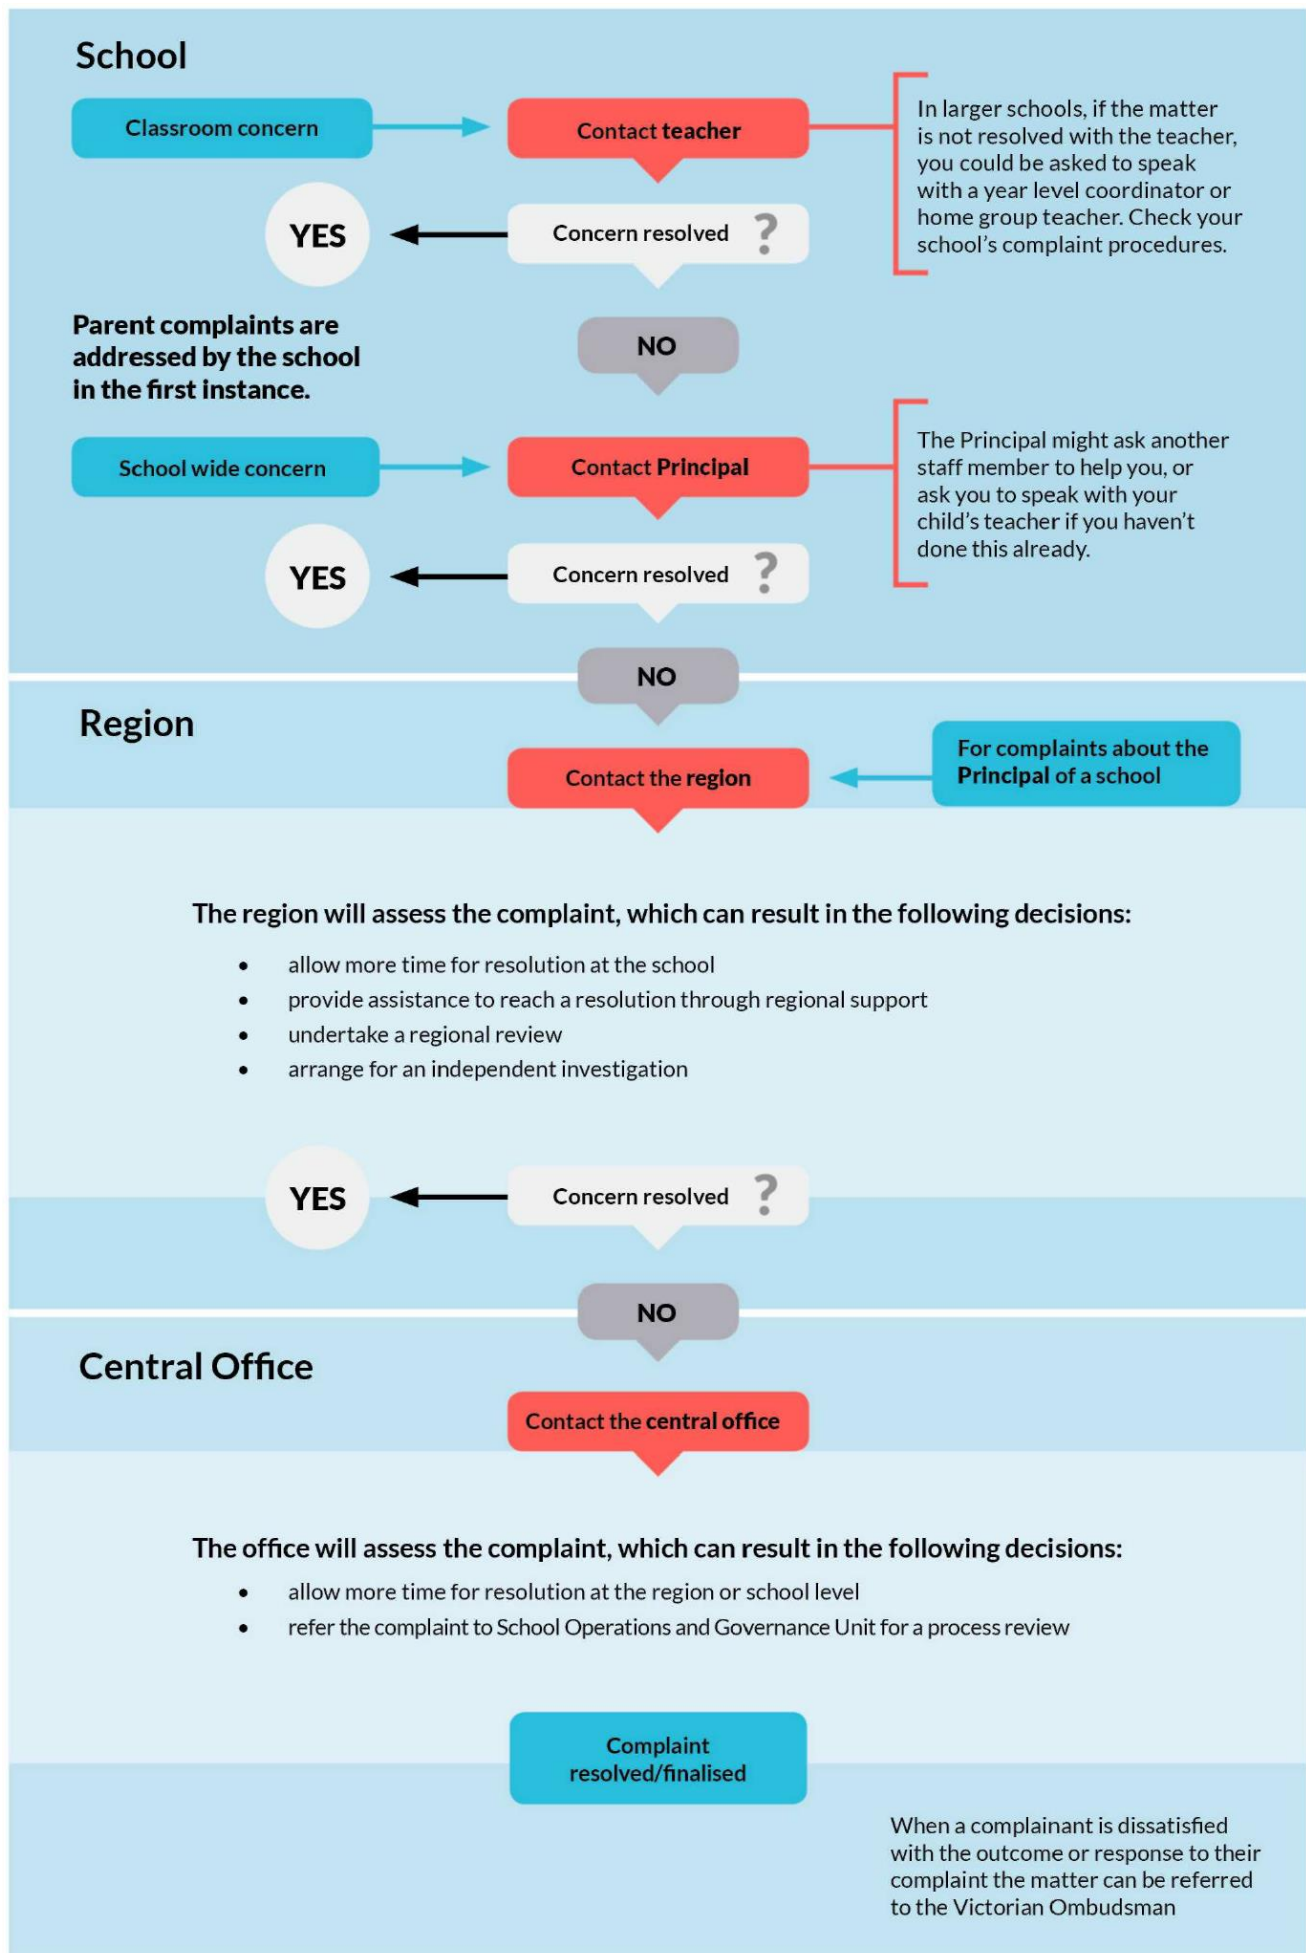 School
Classroom concern
Contact teacher
In larger schools, if the matter
is not resolved with the teacher,
you could be asked to speak
with a year level coordinator or
home group teacher. Check your
school's complaint procedures.
YES
Concern resolved ?
NO
Parent complaints are
addressed by the school
in the first instance.
School wide concern
Contact Principal
The Principal might ask another
staff member to help you, or
ask you to speak with your
child's teacher if you haven't
done this already.
YES
Concern resolved ?
NO
Region
Contact the region
For complaints about the
Principal of a school
The region will assess the complaint, which can result in the following decisions:
• allow more time for resolution at the school
• provide assistance to reach a resolution through regional support
• undertake a regional review
• arrange for an independent investigation
YES
Concern resolved ?
NO
Central Office
Contact the central office
The office will assess the complaint, which can result in the following decisions:
• allow more time for resolution at the region or school level
• refer the complaint to School Operations and Governance Unit for a process review
Complaint
resolved/finalised
When a complainant is dissatisfied
with the outcome or response to their
complaint the matter can be referred
to the Victorian Ombudsman